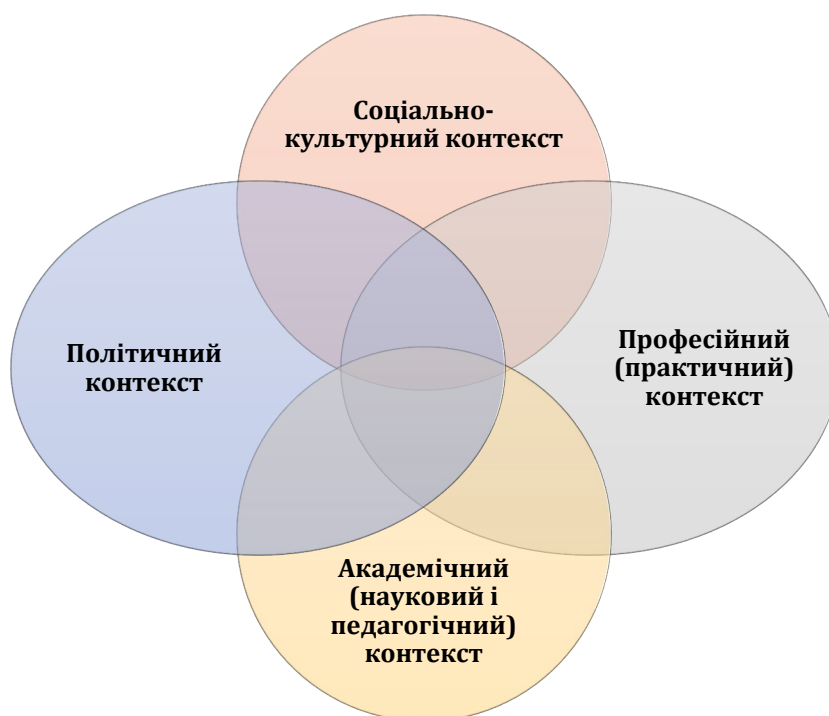 Соціально-
культурний контекст
Політичний
контекст
Професійний
(практичний)
контекст
Академічний
(науковий і
педагогічний)
контекст